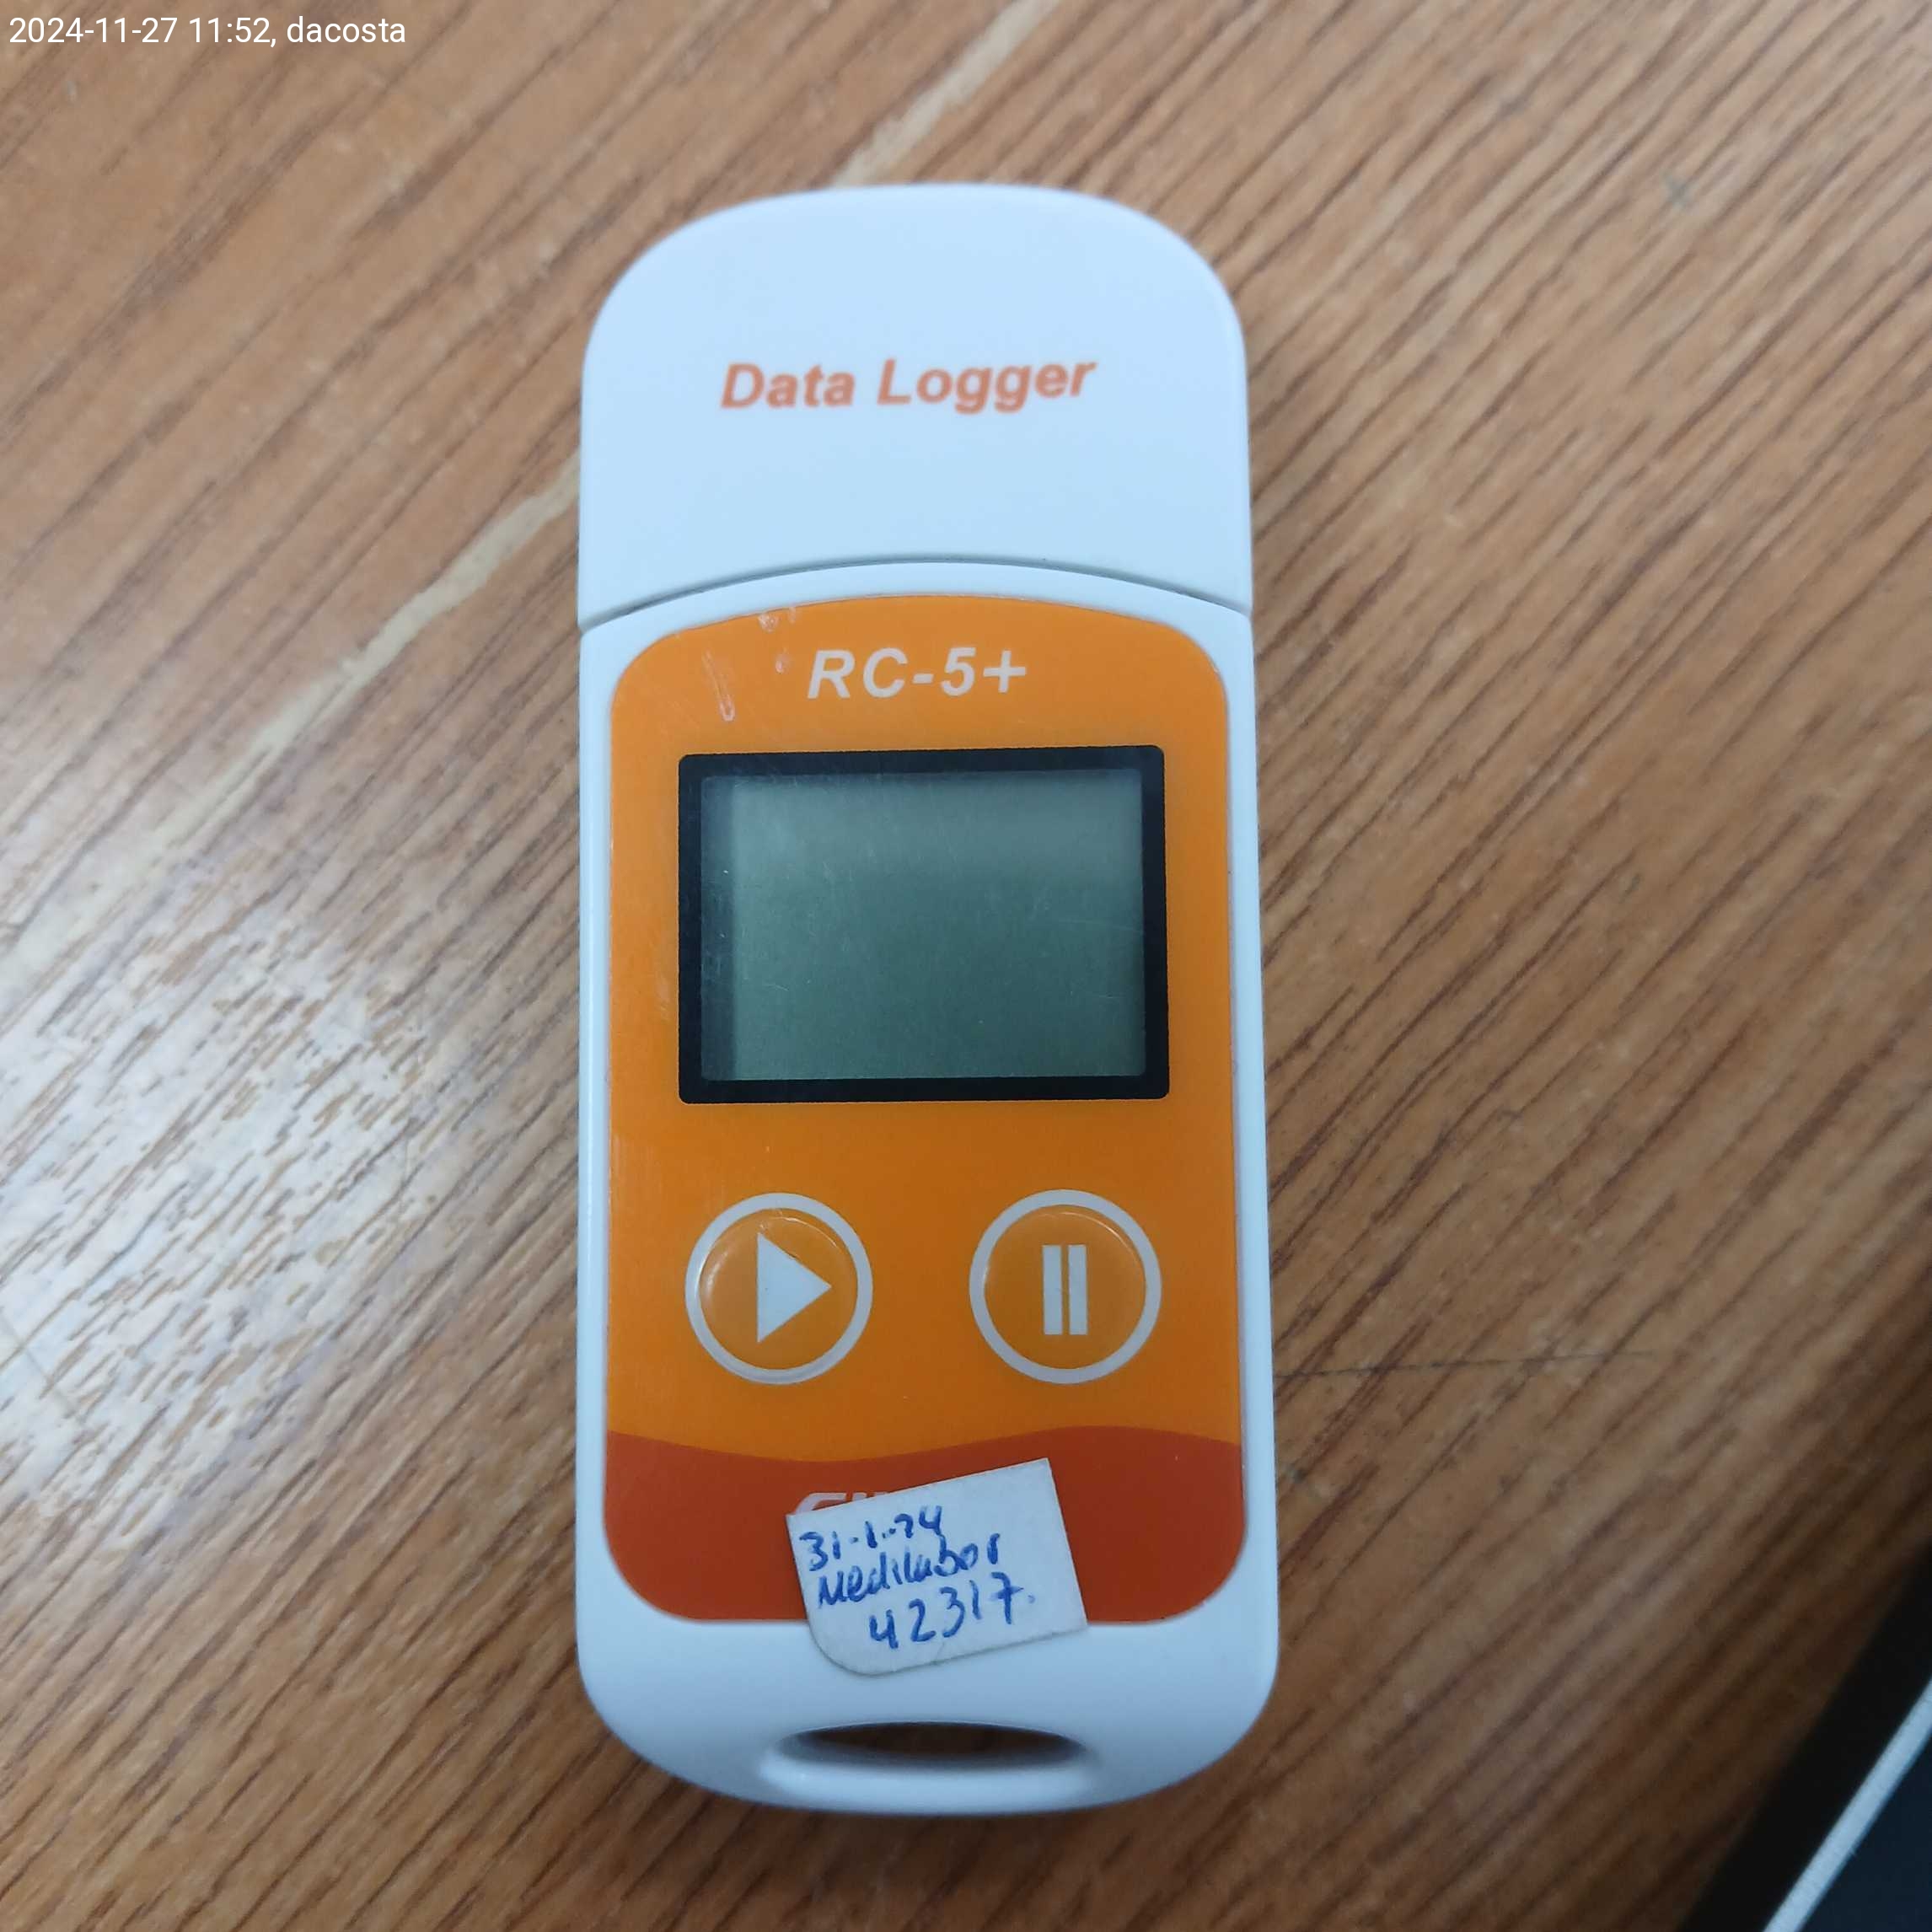 2024-11-27 11:52, dacosta
Data Logger
RC-5+
31-1-24
Medilabor
42317.